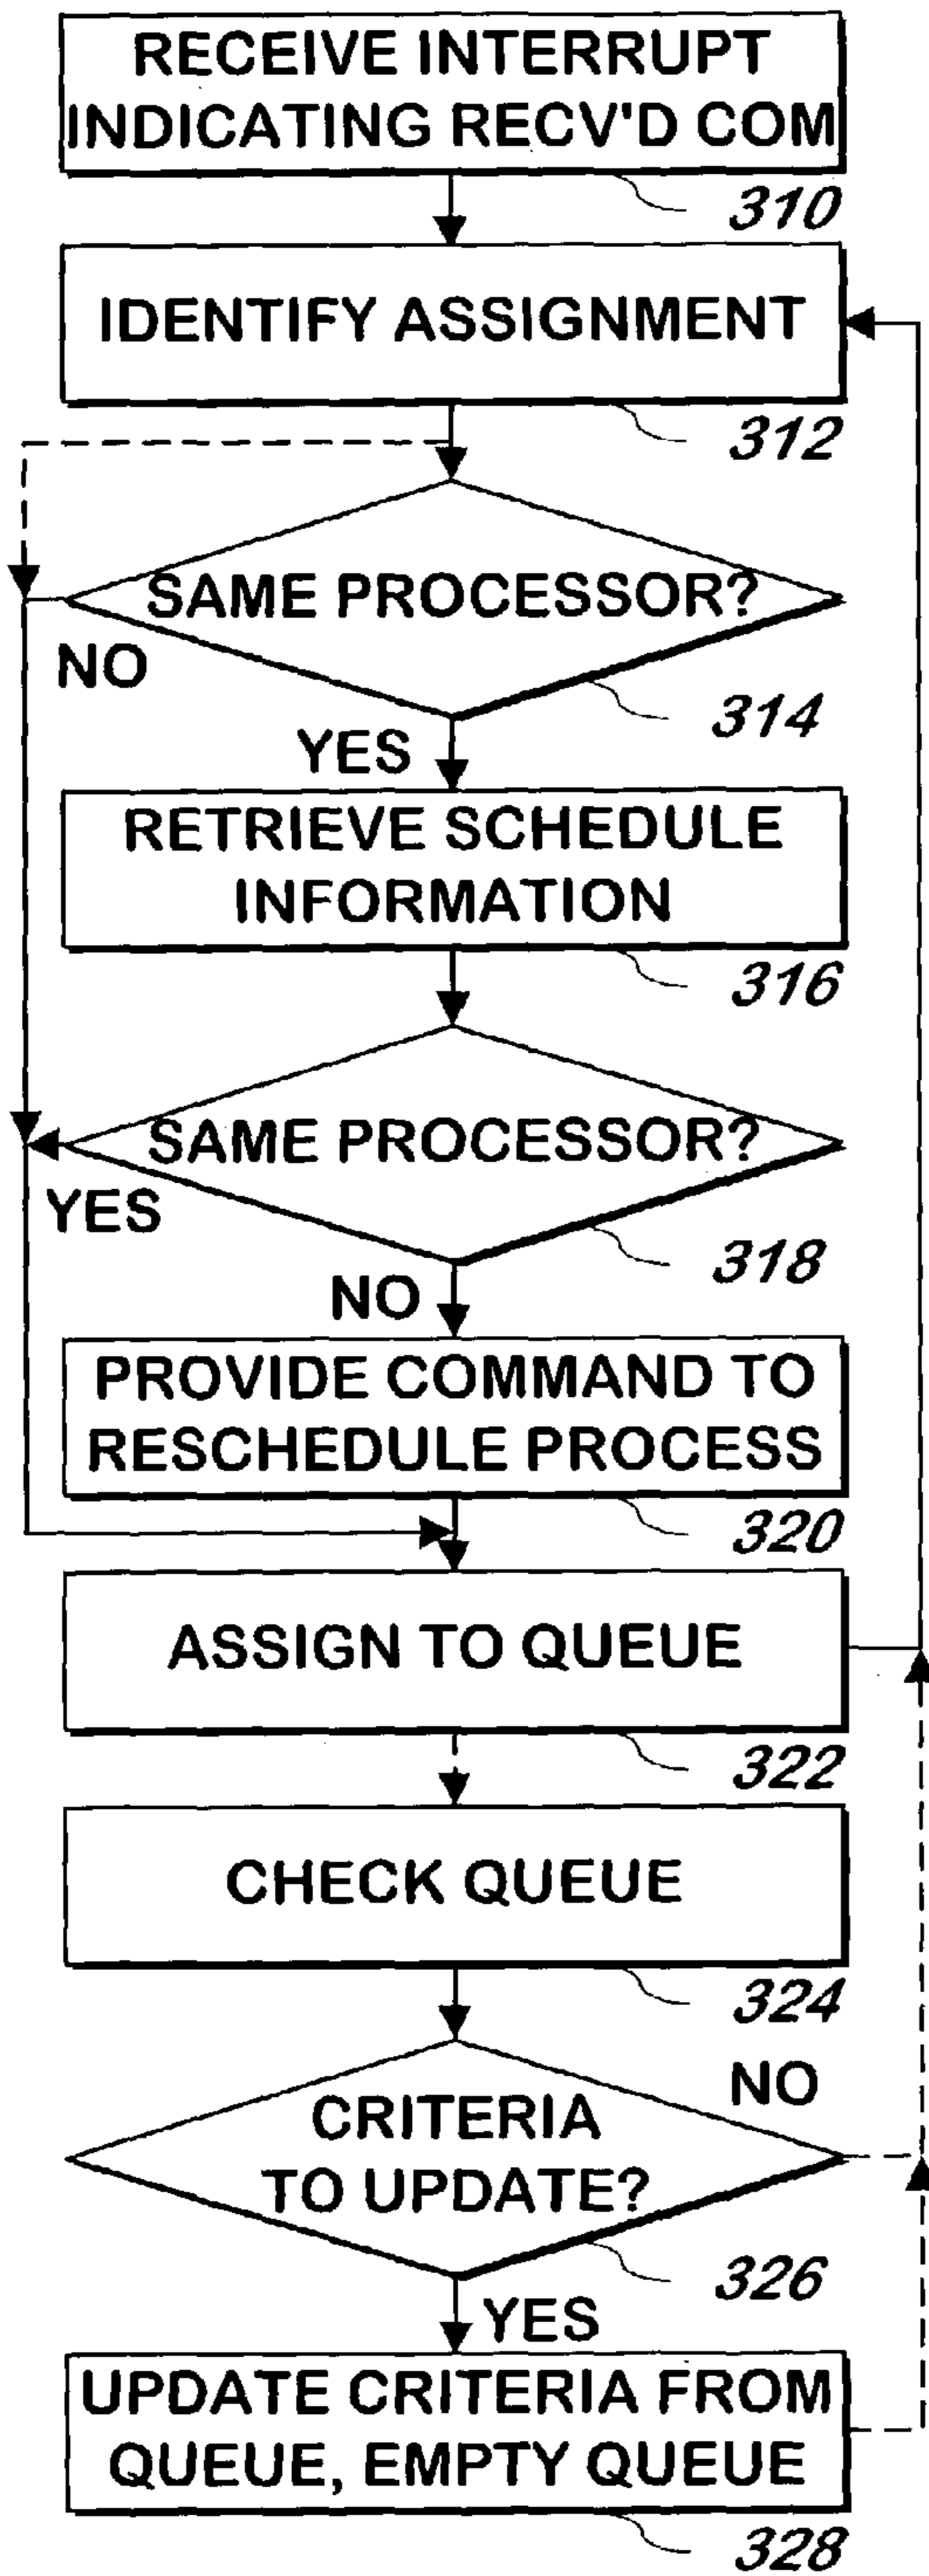 RECEIVE INTERRUPT
INDICATING RECV'D COM
310
IDENTIFY ASSIGNMENT
312
SAME PROCESSOR?
NO
314
YES
RETRIEVE SCHEDULE
INFORMATION
316
SAME PROCESSOR?
YES
318
NO
PROVIDE COMMAND TO
RESCHEDULE PROCESS
320
ASSIGN TO QUEUE
322
CHECK QUEUE
324
NO
CRITERIA
TO UPDATE?
326
YES
UPDATE CRITERIA FROM
QUEUE, EMPTY QUEUE
328